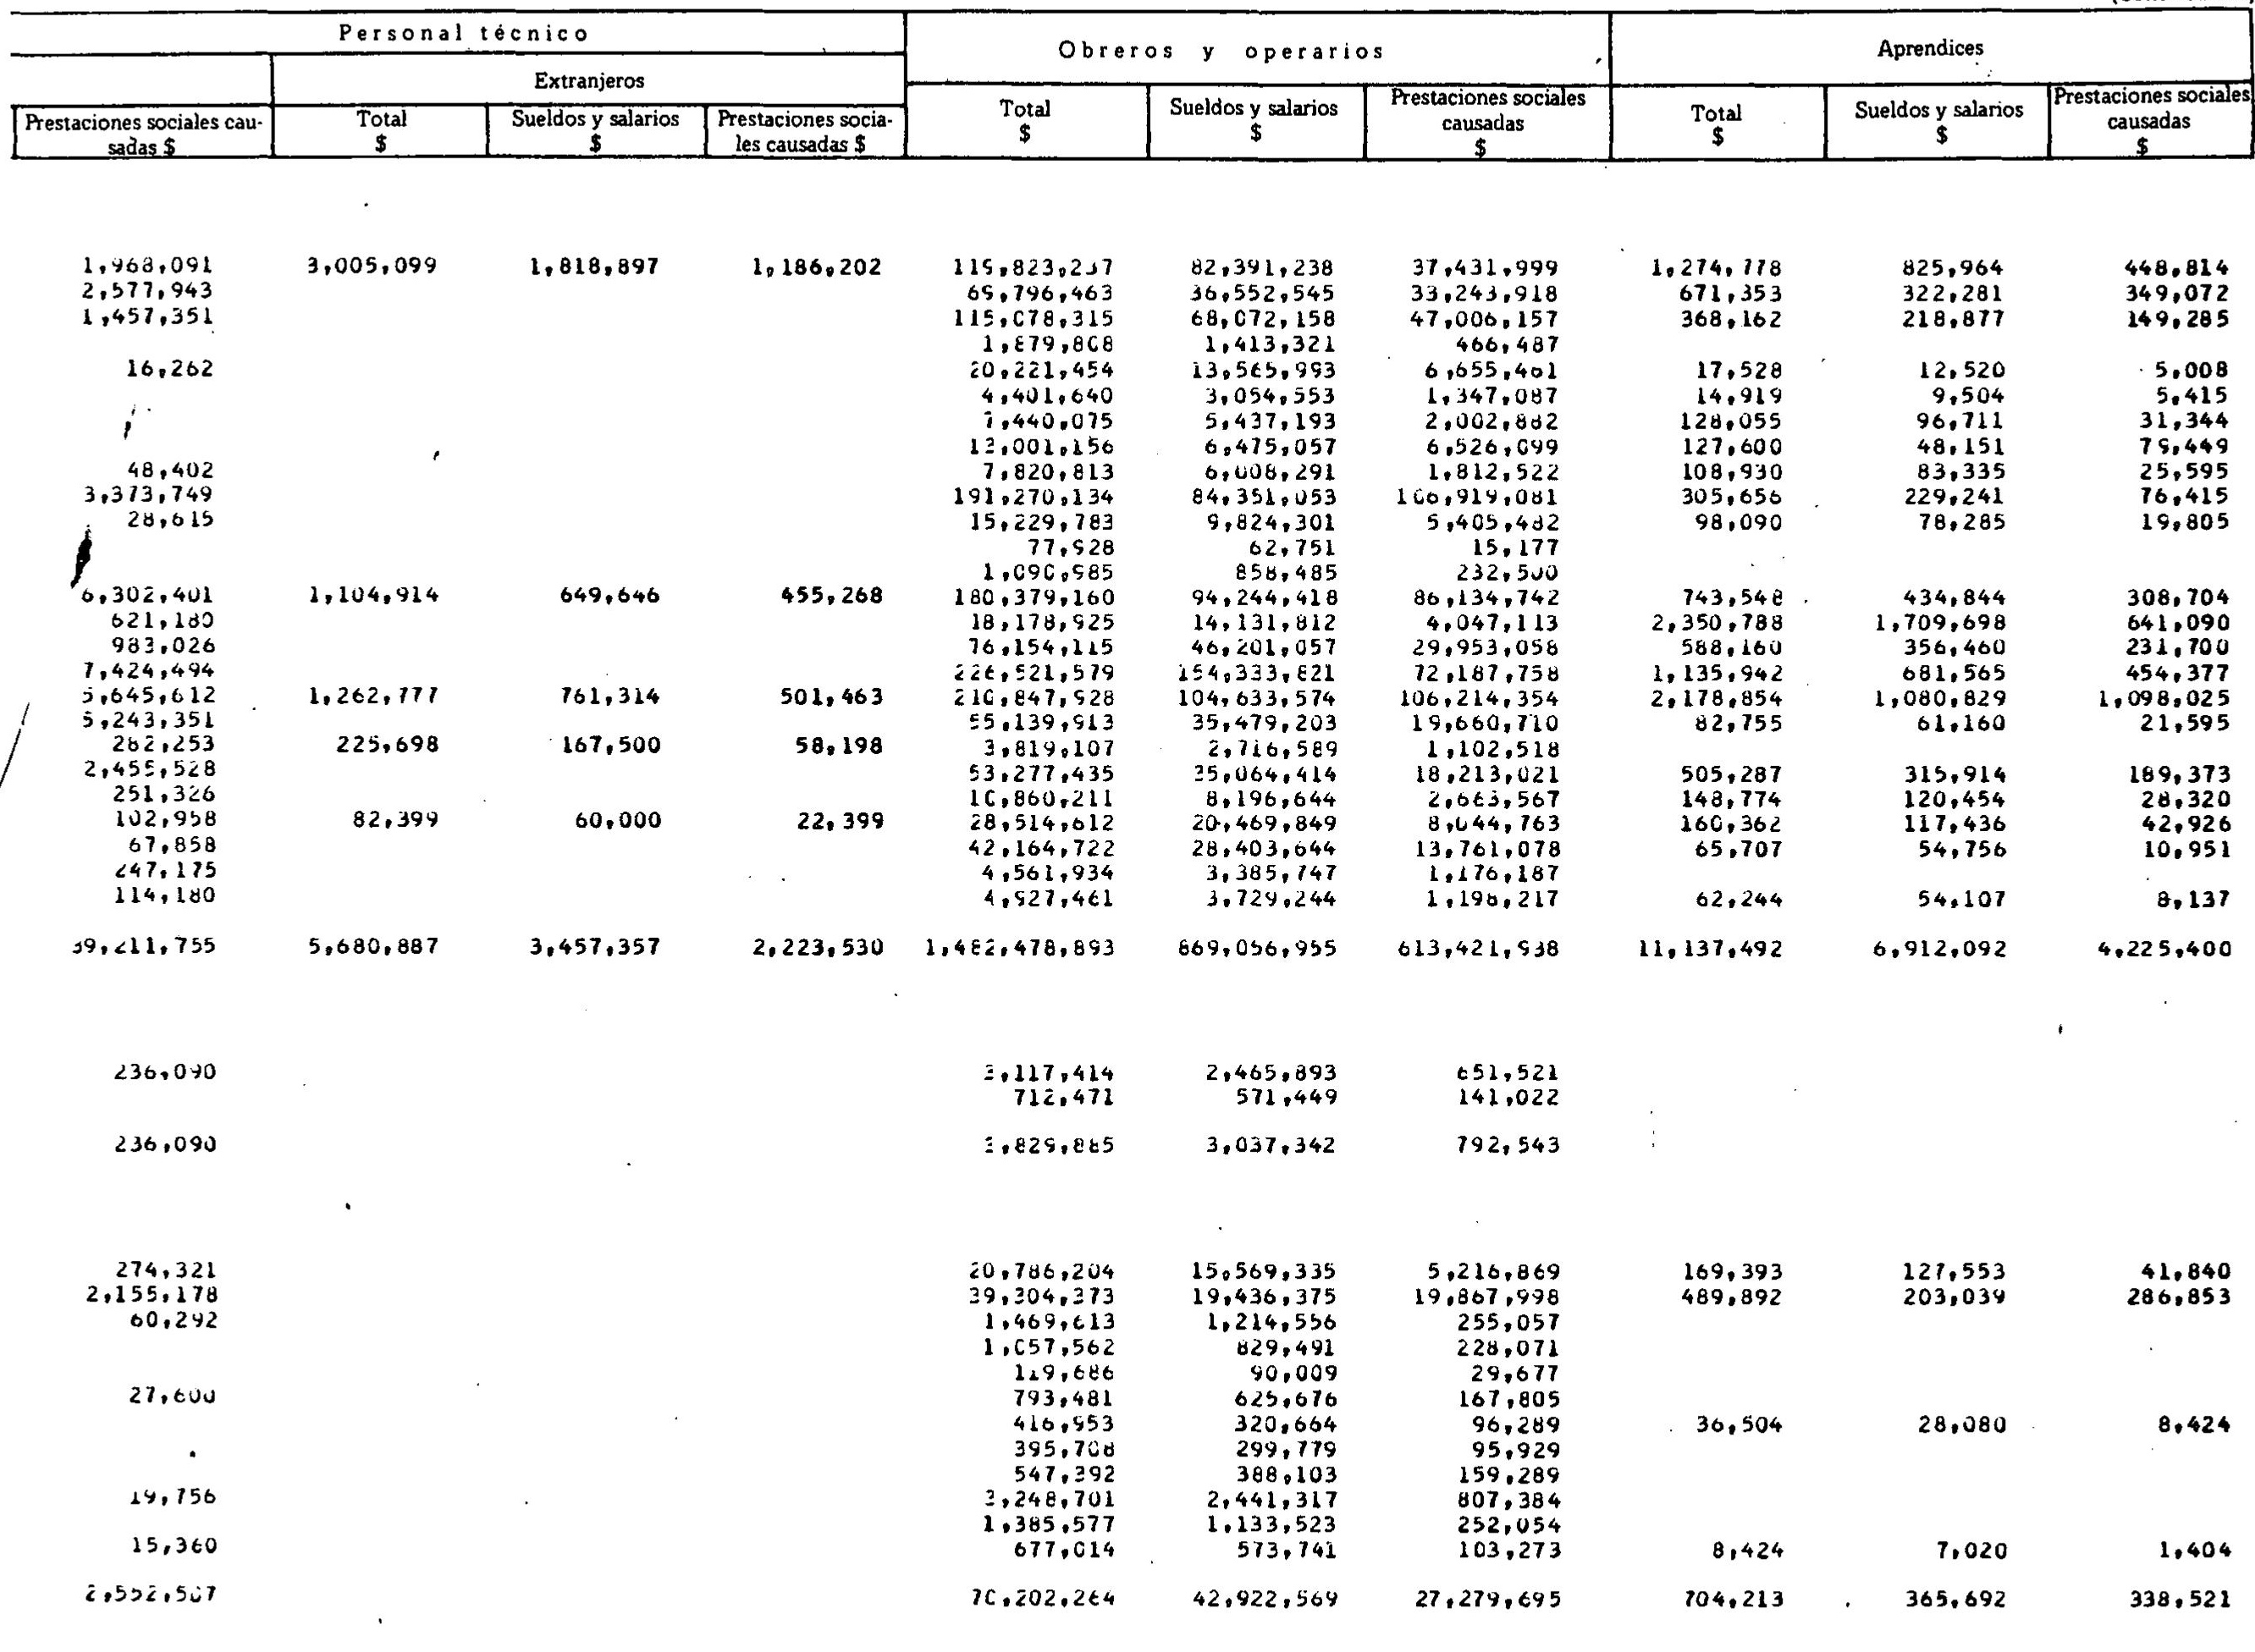 Personal técnico
Obreros y operarios
Aprendices
Extranjeros
Prestaciones sociales cau-
sadas $
Total
$
Sueldos y salarios
$
Prestaciones socia-
les causadas $
Total
$
Sueldos y salarios
$
Prestaciones sociales
causadas
$
Total
$
Sueldos y salarios
$
Prestaciones sociales
causadas
$
1,968,091 3,005,099 1,818,897 1,186,202 119,823,237 82,391,238 37,431,999 1,274,778 825,964 448,814
2,577,943 69,796,463 36,552,545 33,243,918 671,353 322,281 349,072
1,457,351 115,078,315 68,072,158 47,006,157 368,162 218,877 149,285
1,879,808 1,413,321 466,487
16,262 20,221,454 13,565,993 6,655,461 17,528 12,520 5,008
4,401,640 3,054,553 1,347,087 14,919 9,504 5,415
7,440,075 5,437,193 2,002,882 128,055 96,711 31,344
13,001,156 6,475,057 6,526,099 127,600 48,151 79,449
48,402 7,820,813 6,008,291 1,812,522 108,930 83,335 25,595
3,373,749 191,270,134 84,351,053 106,919,081 305,656 229,241 76,415
28,615 15,229,783 9,824,301 5,405,482 98,090 78,285 19,805
77,928 62,751 15,177
1,090,985 858,485 232,500
6,302,401 1,104,914 649,646 455,268 180,379,160 94,244,418 86,134,742 743,548 434,844 308,704
621,180 18,178,925 14,131,812 4,047,113 2,350,788 1,709,698 641,090
983,026 76,154,115 46,201,057 29,953,058 588,160 356,460 231,700
7,424,494 226,521,579 154,333,821 72,187,758 1,135,942 681,565 454,377
5,645,612 1,262,777 761,314 501,463 210,847,928 104,633,574 106,214,354 2,178,854 1,080,829 1,098,025
5,243,351 55,139,913 35,479,203 19,660,710 82,755 61,160 21,595
282,253 225,698 167,500 58,198 3,819,107 2,716,589 1,102,518
2,455,528 53,277,435 35,064,414 18,213,021 505,287 315,914 189,373
251,326 10,860,211 8,196,644 2,663,567 148,774 120,454 28,320
102,958 82,399 60,000 22,399 28,514,612 20,469,849 8,044,763 160,362 117,436 42,926
67,858 42,164,722 28,403,644 13,761,078 65,707 54,756 10,951
247,175 4,561,934 3,385,747 1,176,187
114,180 4,927,461 3,729,244 1,198,217 62,244 54,107 8,137
39,211,755 5,680,887 3,457,357 2,223,530 1,482,478,893 869,056,955 613,421,938 11,137,492 6,912,092 4,225,400
236,090 3,117,414 2,465,893 651,521
712,471 571,449 141,022
236,090 3,829,885 3,037,342 792,543
274,321 20,786,204 15,569,335 5,216,869 169,393 127,553 41,840
2,155,178 39,304,373 19,436,375 19,867,998 489,892 203,039 286,853
60,292 1,469,613 1,214,556 255,057
1,057,562 829,491 228,071
119,686 90,009 29,677
27,600 793,481 625,676 167,805
416,953 320,664 96,289 36,504 28,080 8,424
395,708 299,779 95,929
547,392 388,103 159,289
19,756 3,248,701 2,441,317 807,384
1,385,577 1,133,523 252,054
15,360 677,014 573,741 103,273 8,424 7,020 1,404
2,552,507 70,202,264 42,922,569 27,279,695 704,213 365,692 338,521